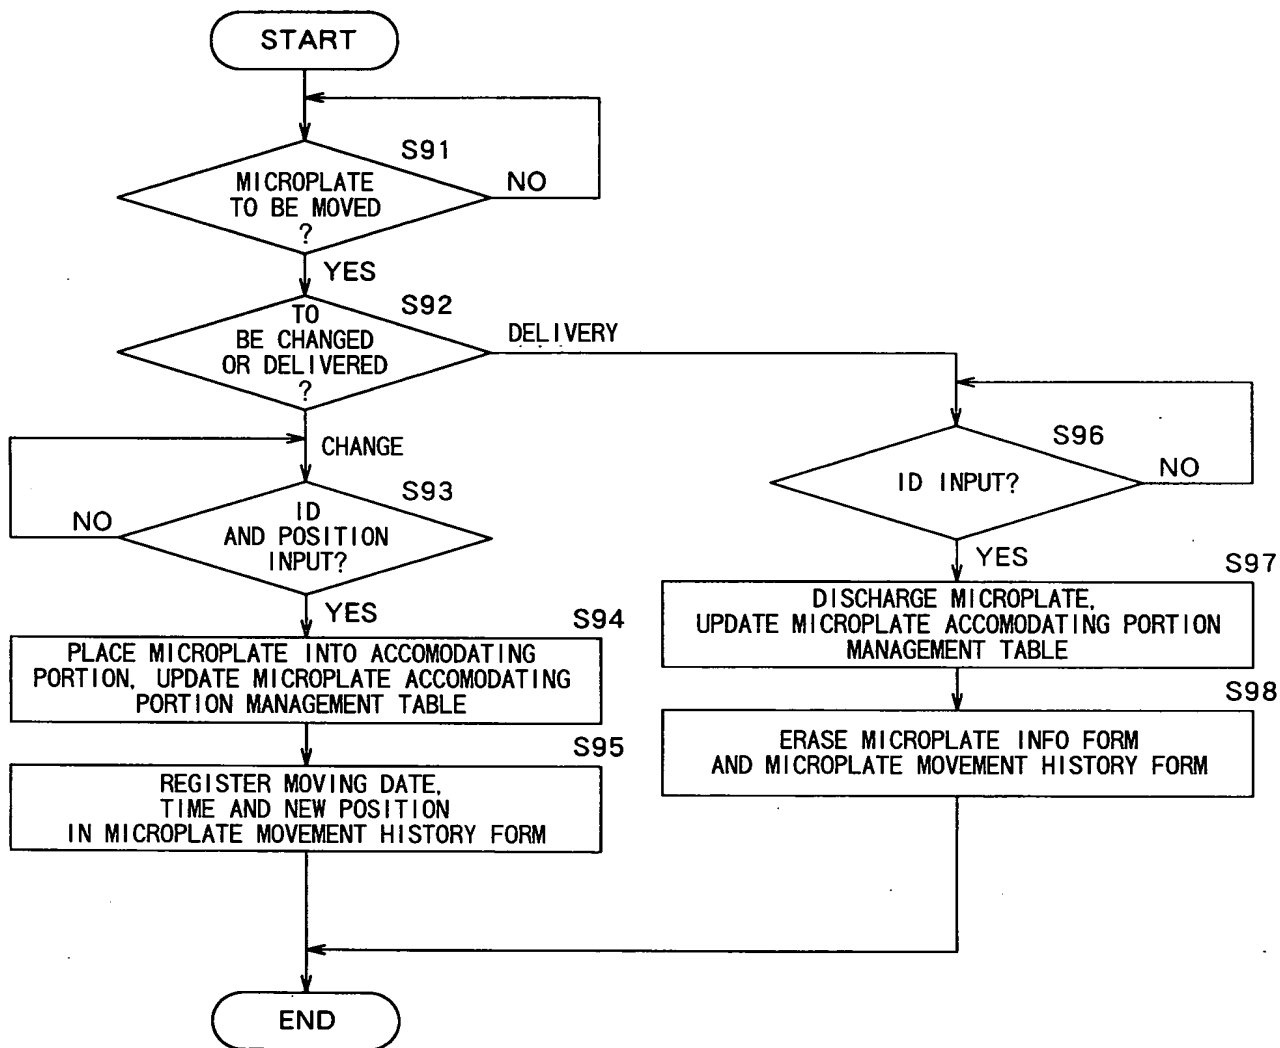 START
S91
MICROPLATE
TO BE MOVED
?
NO
YES
S92
TO
BE CHANGED
OR DELIVERED
?
DELIVERY
CHANGE
S93
ID
AND POSITION
INPUT?
NO
YES
S94
PLACE MICROPLATE INTO ACCOMODATING
PORTION, UPDATE MICROPLATE ACCOMODATING
PORTION MANAGEMENT TABLE
S95
REGISTER MOVING DATE,
TIME AND NEW POSITION
IN MICROPLATE MOVEMENT HISTORY FORM
S96
ID INPUT?
NO
YES
S97
DISCHARGE MICROPLATE,
UPDATE MICROPLATE ACCOMODATING PORTION
MANAGEMENT TABLE
S98
ERASE MICROPLATE INFO FORM
AND MICROPLATE MOVEMENT HISTORY FORM
END